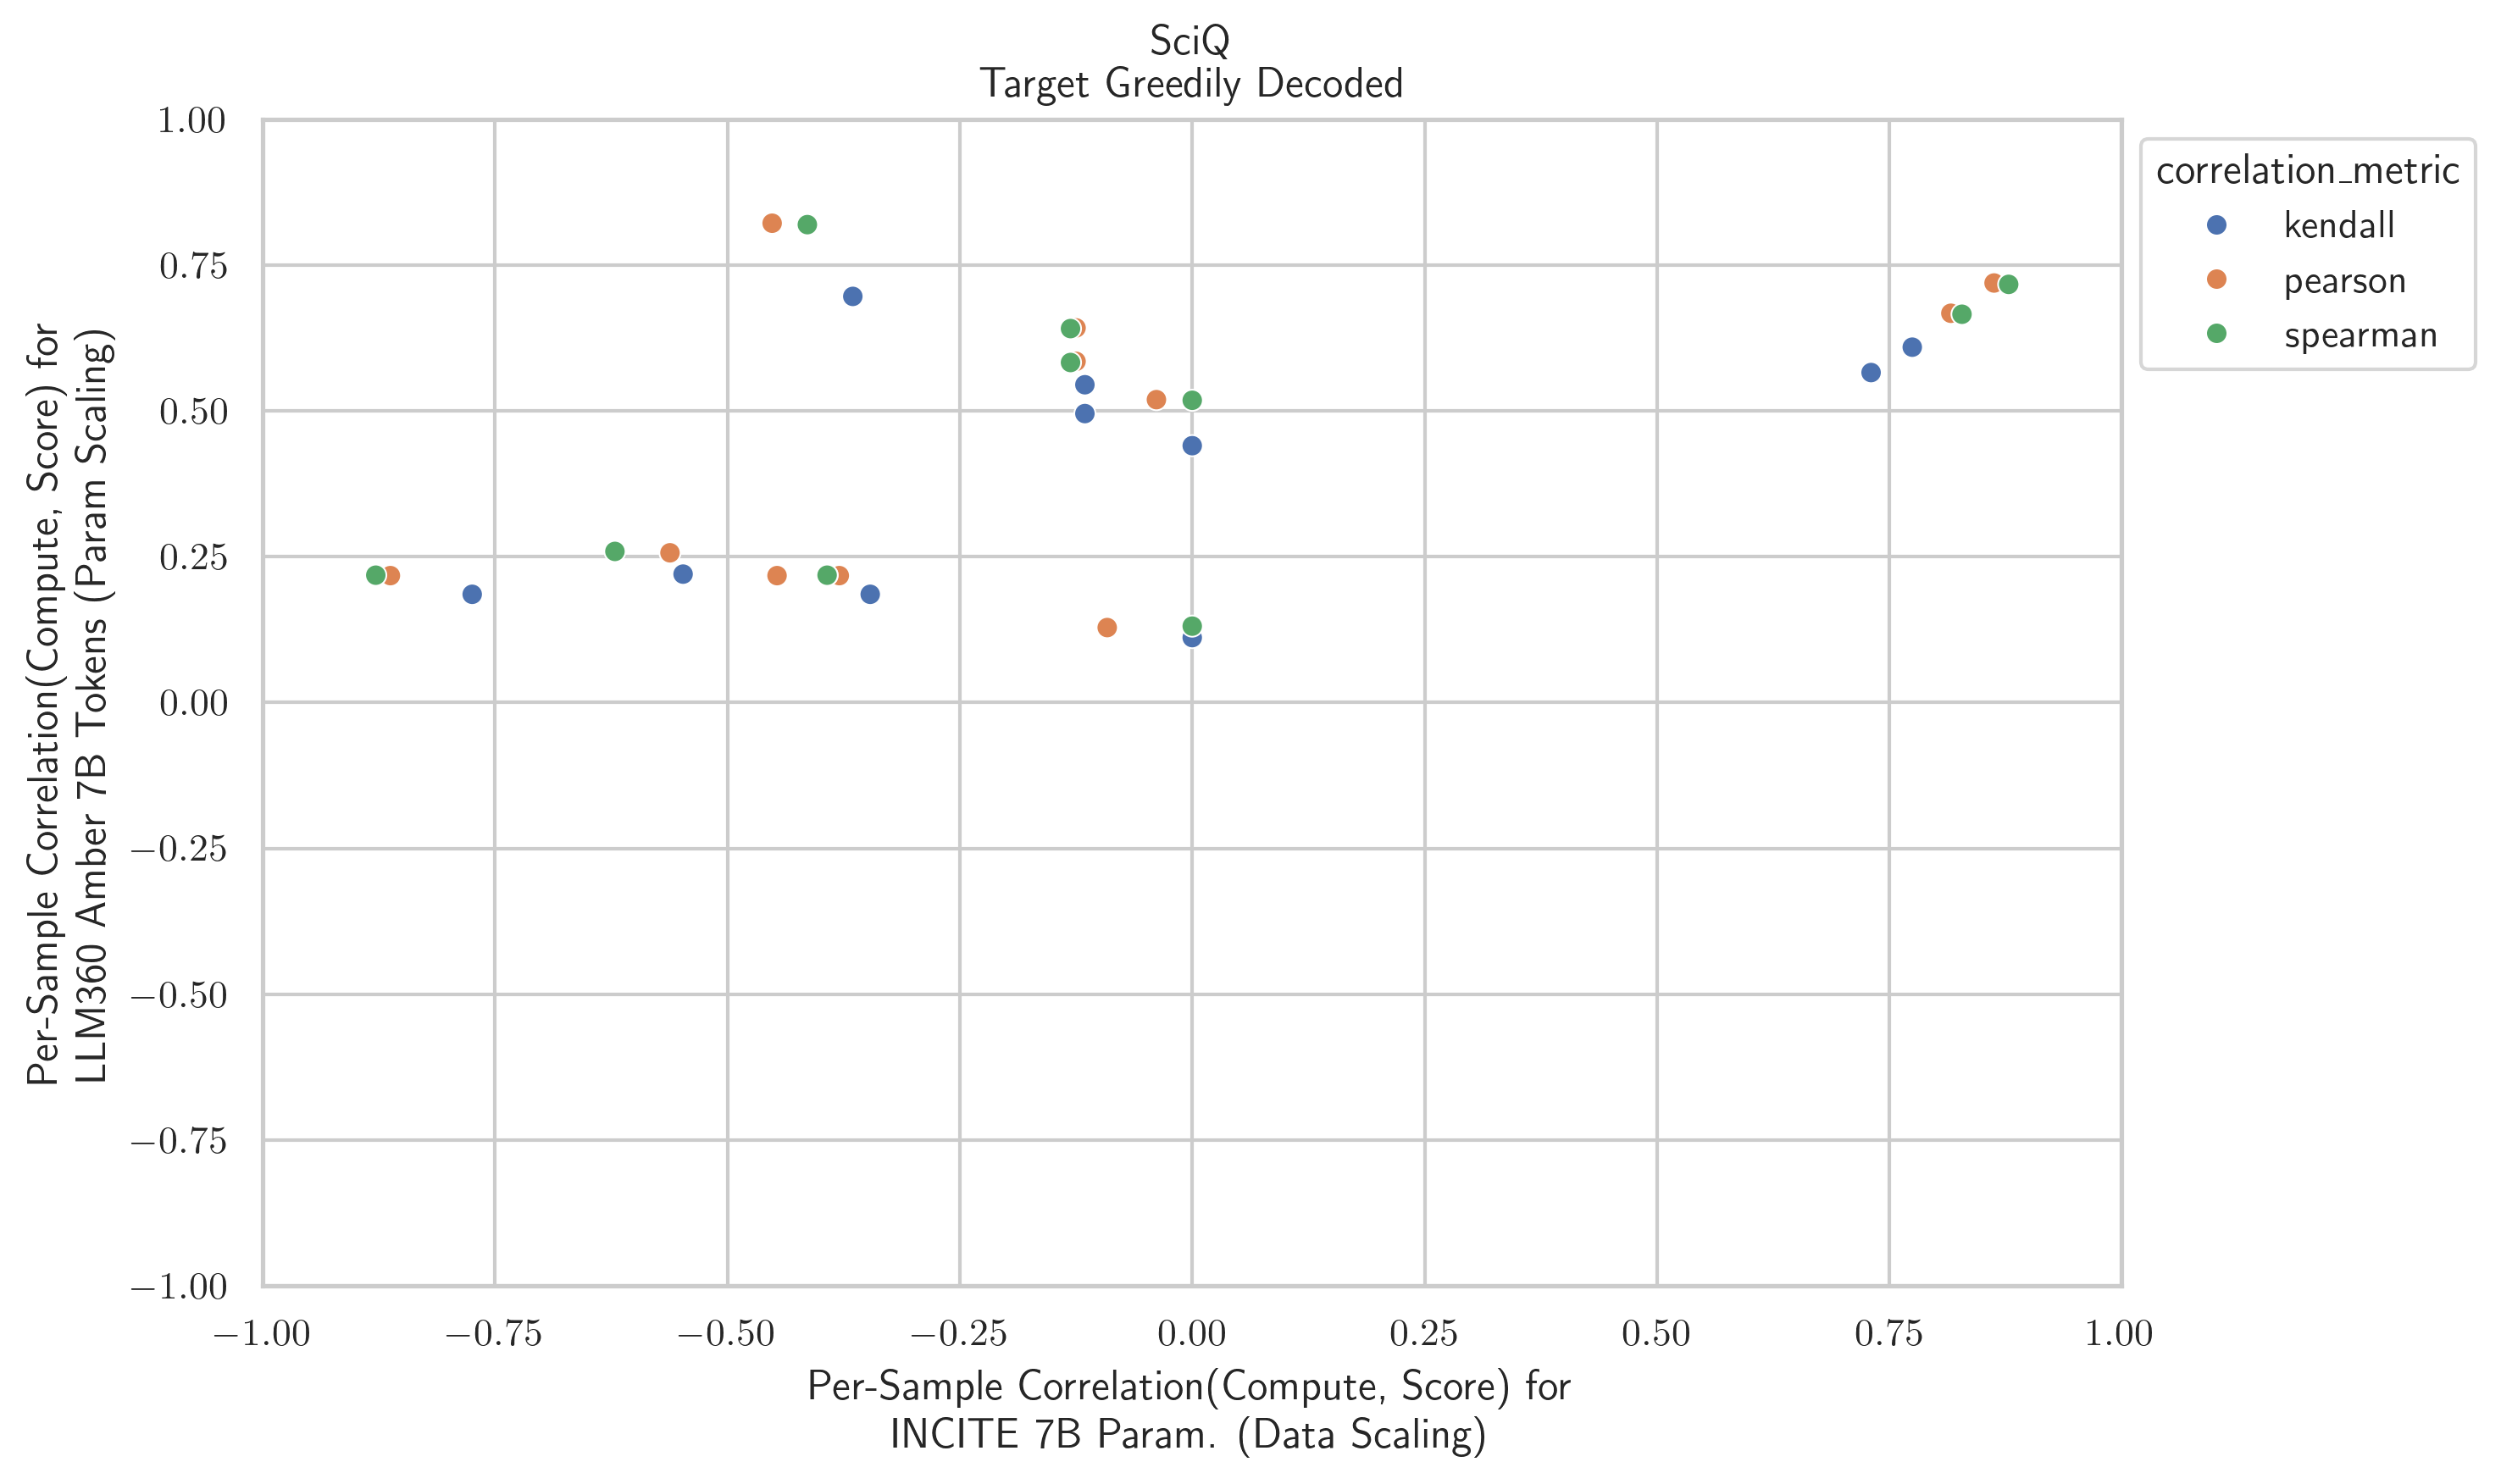 SciQ
Target Greedily Decoded
Per-Sample Correlation(Compute, Score) for
LLM360 Amber 7B Tokens (Param Scaling)
1.00
0.75
0.50
0.25
0.00
−0.25
−0.50
−0.75
−1.00
−1.00 −0.75 −0.50 −0.25 0.00 0.25 0.50 0.75 1.00
Per-Sample Correlation(Compute, Score) for
INCITE 7B Param. (Data Scaling)
correlation_metric
kendall
pearson
spearman